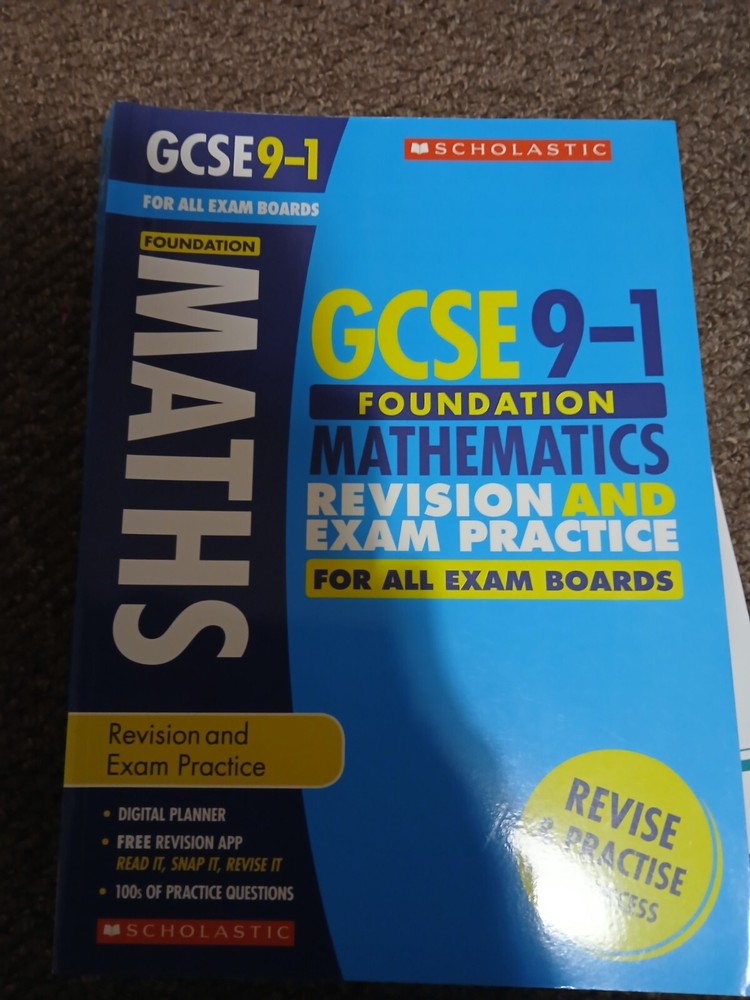 GCSE 9–1
FOR ALL EXAM BOARDS
FOUNDATION
MATHS
Revision and
Exam Practice
• DIGITAL PLANNER
• FREE REVISION APP
READ IT, SNAP IT, REVISE IT
• 100s OF PRACTICE QUESTIONS
SCHOLASTIC
SCHOLASTIC
GCSE 9–1
FOUNDATION
MATHEMATICS
REVISION AND
EXAM PRACTICE
FOR ALL EXAM BOARDS
REVISE
& PRACTISE